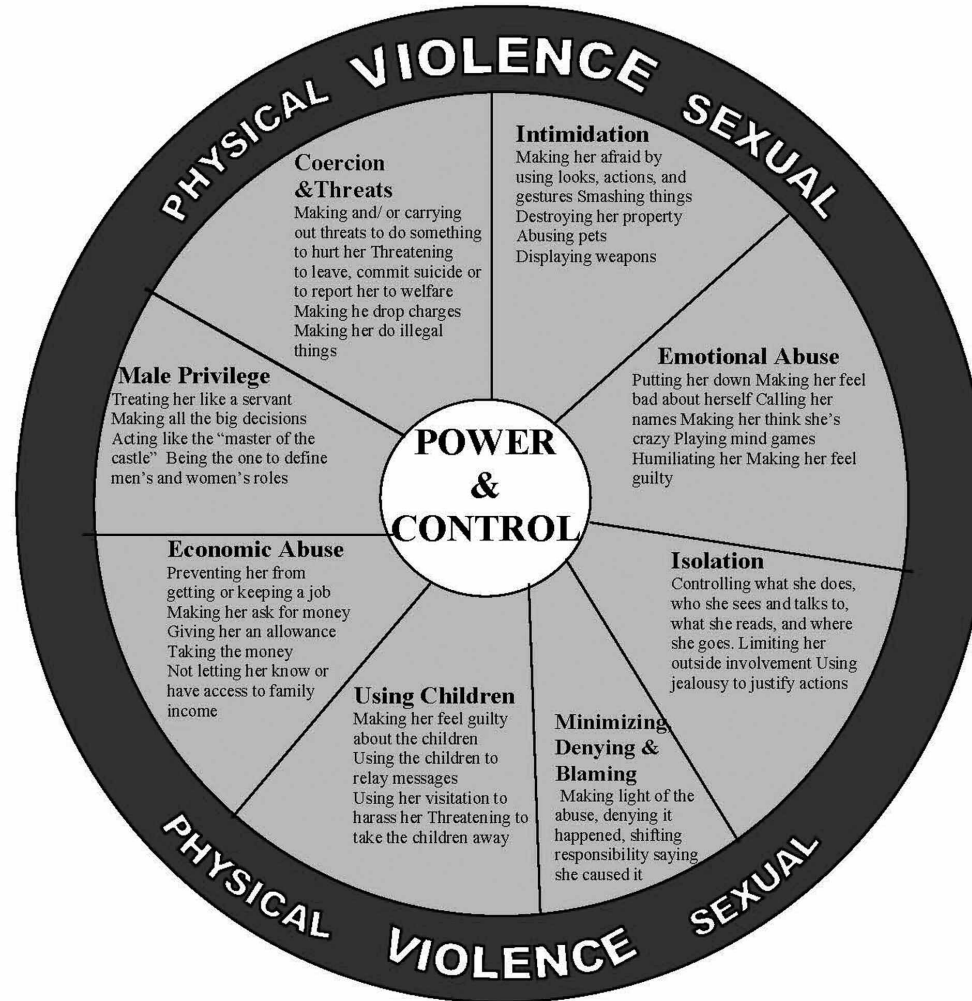 PHYSICAL VIOLENCE SEXUAL
Coercion
&Threats
Making and/ or carrying
out threats to do something
to hurt her Threatening
to leave, commit suicide or
to report her to welfare
Making he drop charges
Making her do illegal
things
Intimidation
Making her afraid by
using looks, actions, and
gestures Smashing things
Destroying her property
Abusing pets
Displaying weapons
Male Privilege
Treating her like a servant
Making all the big decisions
Acting like the “master of the
castle” Being the one to define
men’s and women’s roles
POWER
&
CONTROL
Emotional Abuse
Putting her down Making her feel
bad about herself Calling her
names Making her think she’s
crazy Playing mind games
Humiliating her Making her feel
guilty
Economic Abuse
Preventing her from
getting or keeping a job
Making her ask for money
Giving her an allowance
Taking the money
Not letting her know or
have access to family
income
Isolation
Controlling what she does,
who she sees and talks to,
what she reads, and where
she goes. Limiting her
outside involvement Using
jealousy to justify actions
Using Children
Making her feel guilty
about the children
Using the children to
relay messages
Using her visitation to
harass her Threatening to
take the children away
Minimizing,
Denying &
Blaming
Making light of the
abuse, denying it
happened, shifting
responsibility saying
she caused it
PHYSICAL VIOLENCE SEXUAL